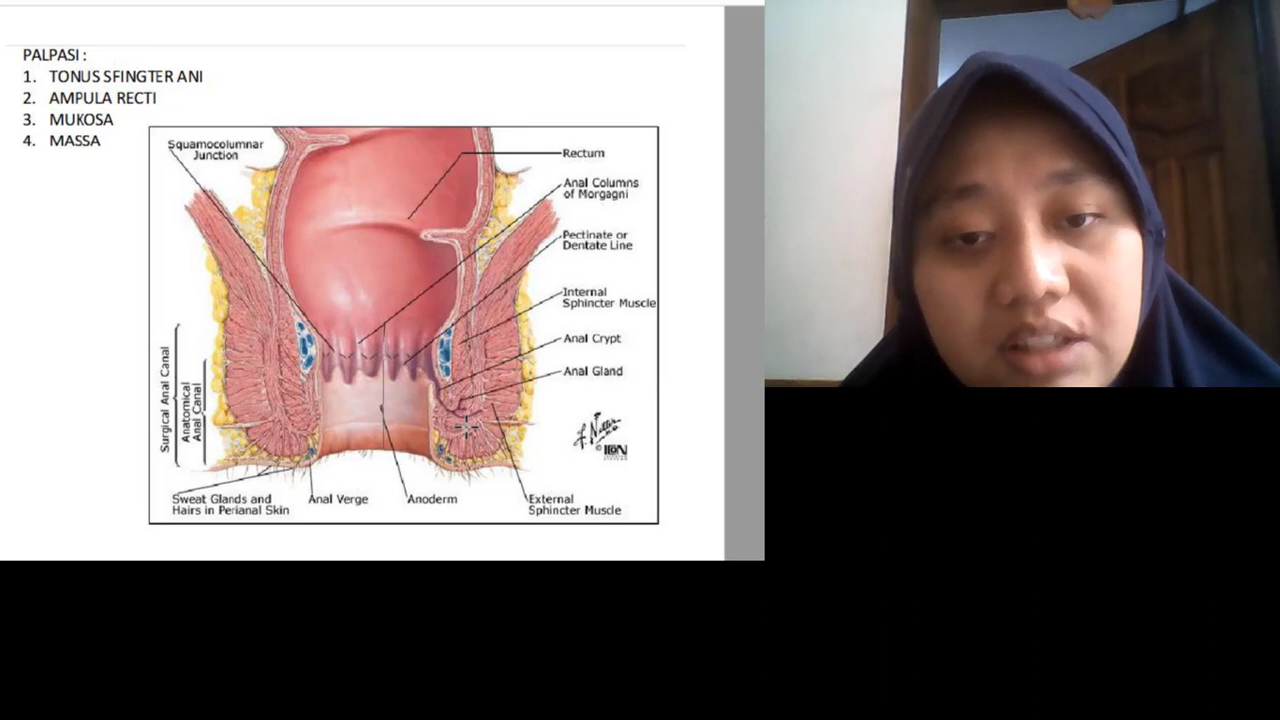 PALPASI :
1. TONUS SFINGTER ANI
2. AMPULA RECTI
3. MUKOSA
4. MASSA
Squamocolumnar
Junction
Rectum
Anal Columns
of Morgagni
Pectinate or
Dentate Line
Internal
Sphincter Muscle
Anal Crypt
Anal Gland
Surgical Anal Canal
Anatomical
Anal Canal
Sweat Glands and
Hairs in Perianal Skin
Anal Verge
Anoderm
External
Sphincter Muscle